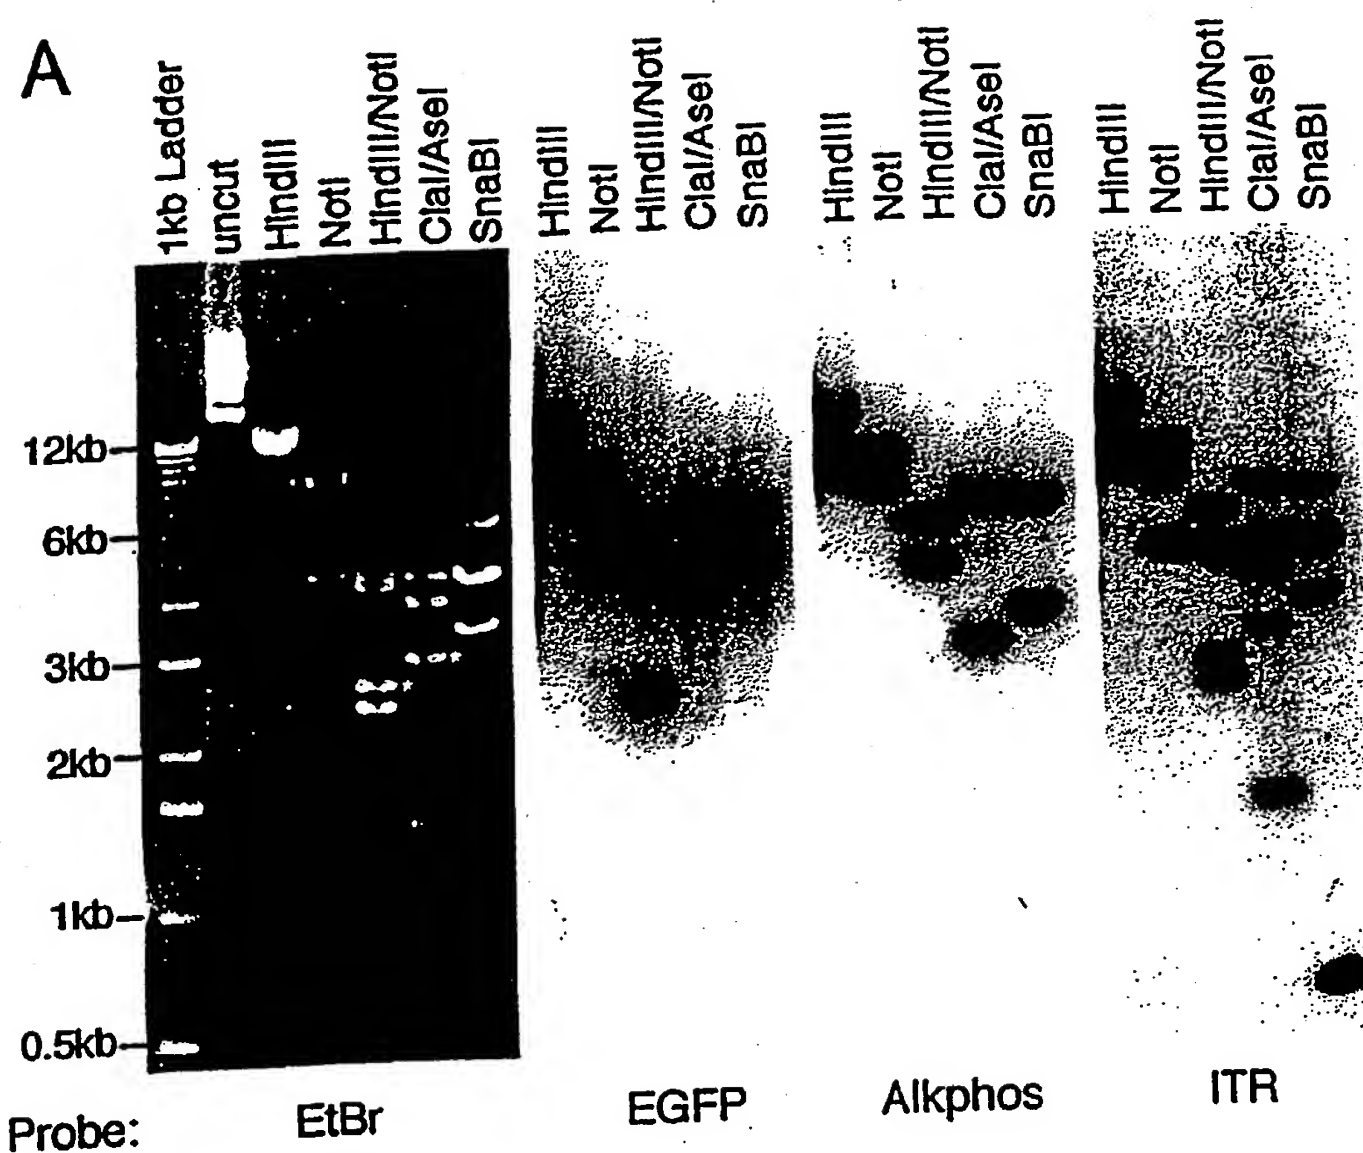 A
1kb Ladder
uncut
HindIII
NotI
HindIII/NotI
ClaI/AseI
SnaBI
HindIII
NotI
HindIII/NotI
ClaI/AseI
SnaBI
HindIII
NotI
HindIII/NotI
ClaI/AseI
SnaBI
HindIII
NotI
HindIII/NotI
ClaI/AseI
SnaBI
12kb
6kb
3kb
2kb
1kb
0.5kb
Probe: EtBr EGFP Alkphos ITR